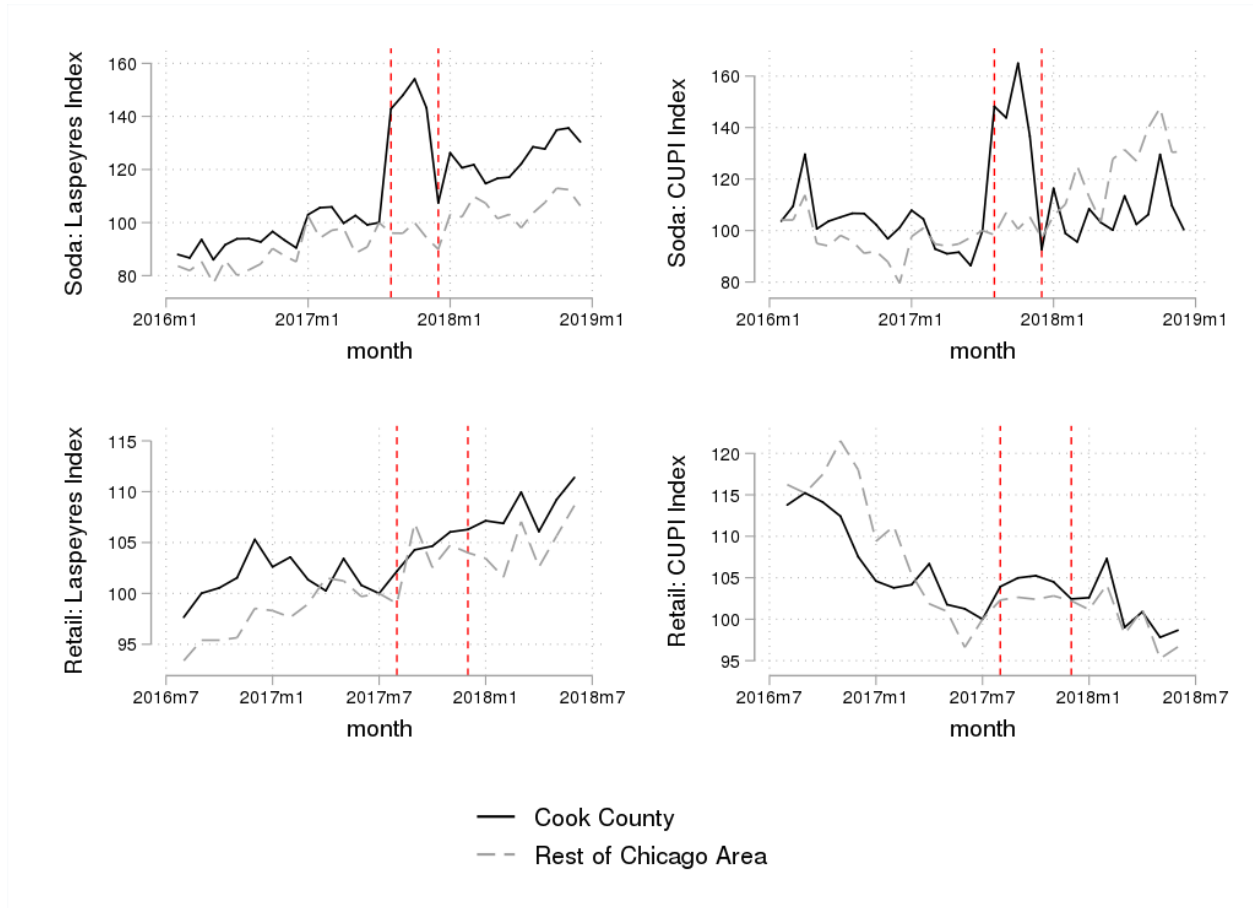 Soda: Laspeyres Index
160
140
120
100
80
2016m1 2017m1 2018m1 2019m1
month
Soda: CUPI Index
160
140
120
100
80
2016m1 2017m1 2018m1 2019m1
month
Retail: Laspeyres Index
115
110
105
100
95
2016m7 2017m1 2017m7 2018m1 2018m7
month
Retail: CUPI Index
120
115
110
105
100
95
2016m7 2017m1 2017m7 2018m1 2018m7
month
Cook County
Rest of Chicago Area